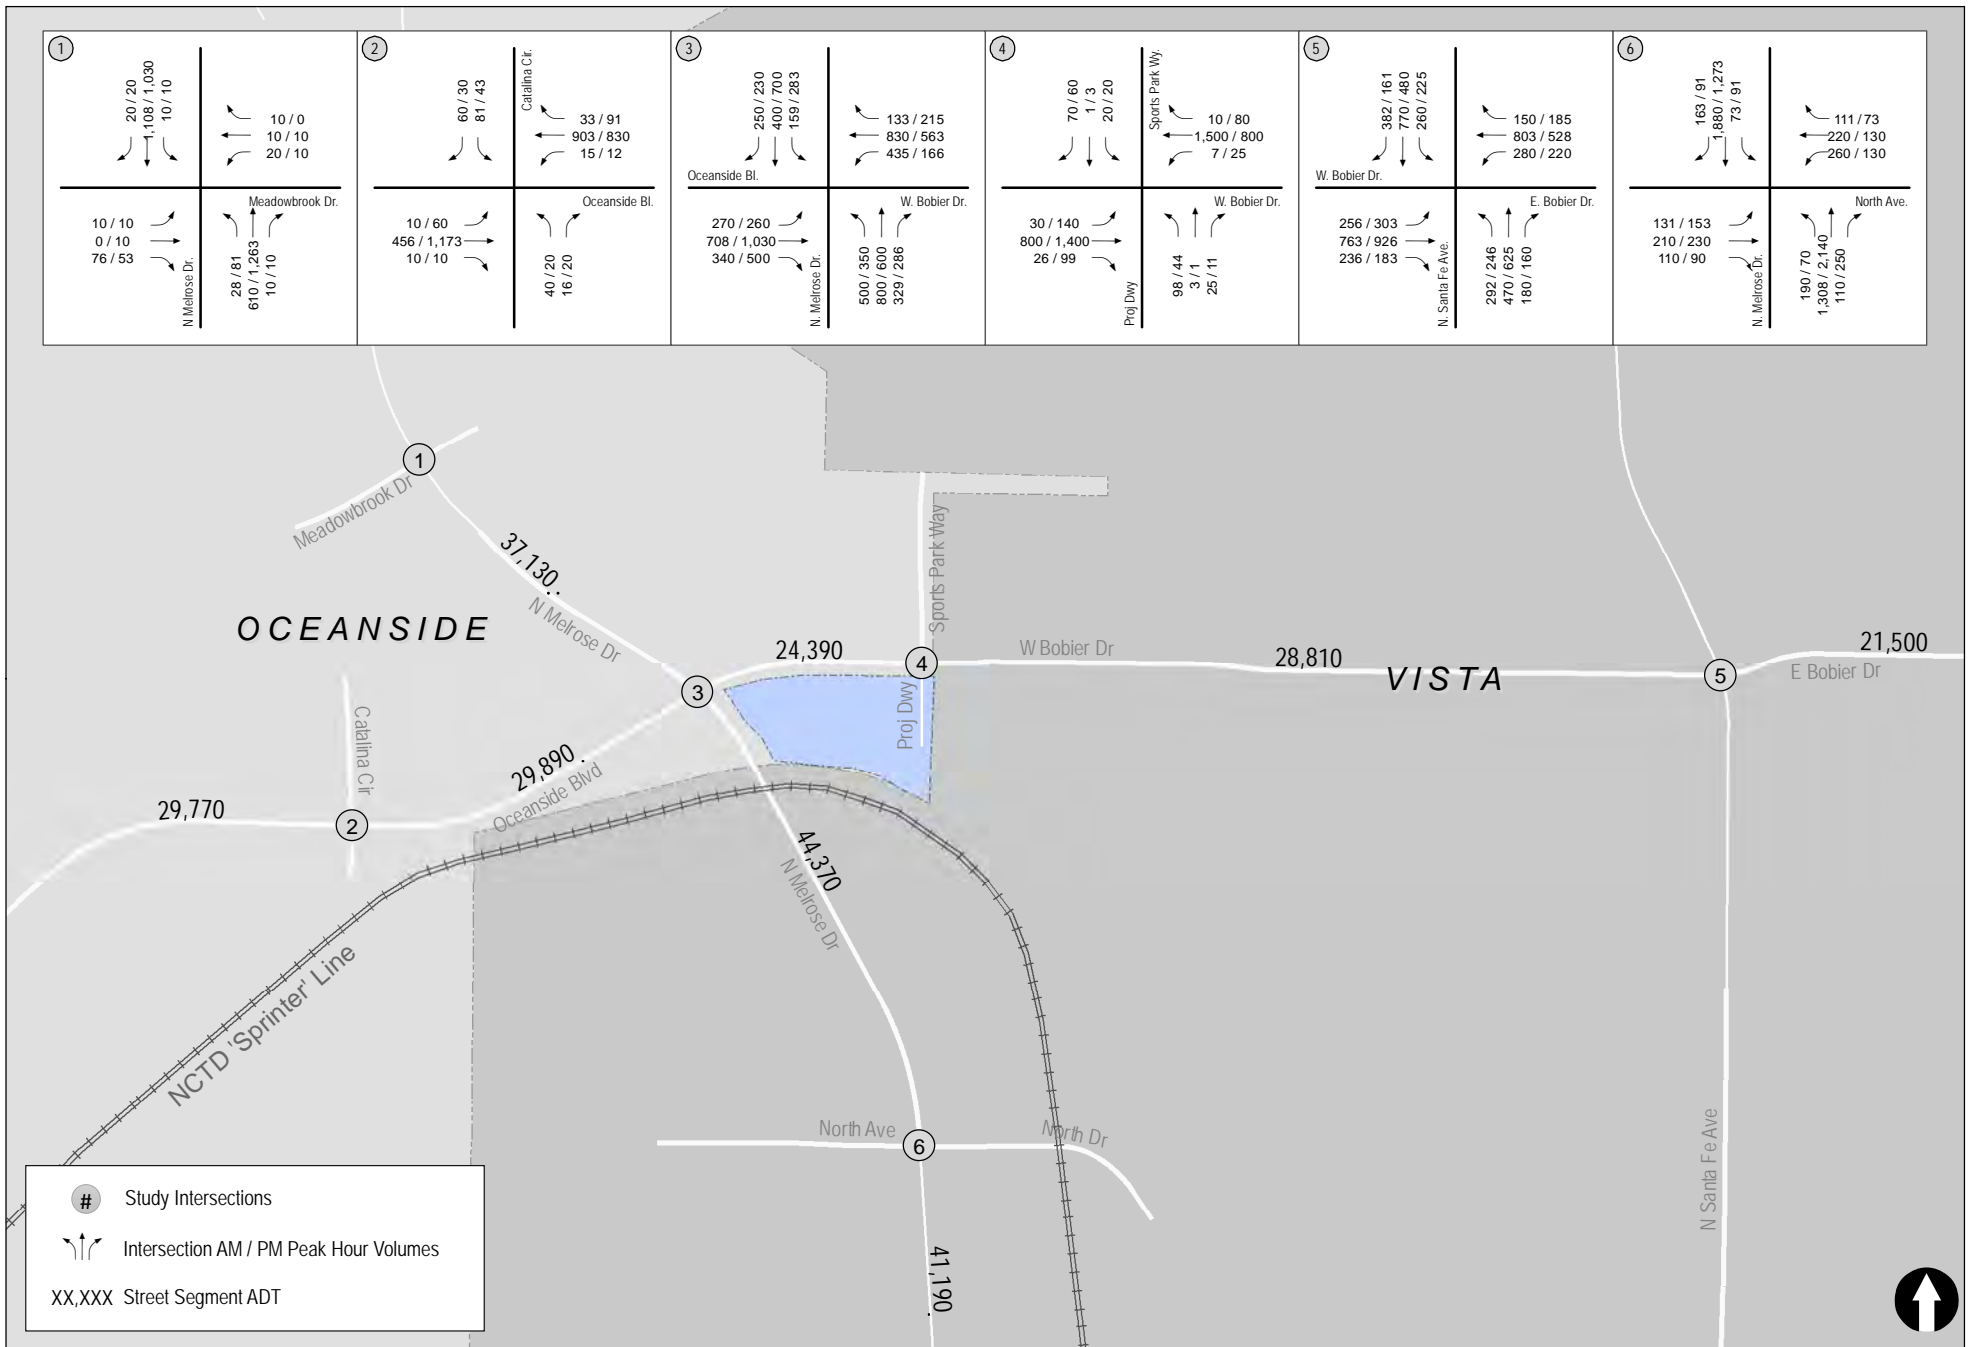 1
20 / 20
1,108 / 1,030
10 / 10
10 / 0
10 / 10
20 / 10
Meadowbrook Dr.
10 / 10
0 / 10
76 / 53
N Melrose Dr.
28 / 81
610 / 1,263
10 / 10
2
60 / 30
81 / 43
Catalina Cir.
33 / 91
903 / 830
15 / 12
Oceanside Bl.
10 / 60
456 / 1,173
10 / 10
40 / 20
16 / 20
3
250 / 230
400 / 700
159 / 283
133 / 215
830 / 563
435 / 166
Oceanside Bl.
W. Bobier Dr.
270 / 260
708 / 1,030
340 / 500
N. Melrose Dr.
500 / 350
800 / 600
329 / 286
4
70 / 60
1 / 3
20 / 20
Sports Park Wy.
10 / 80
1,500 / 800
7 / 25
W. Bobier Dr.
30 / 140
800 / 1,400
26 / 99
Proj Dwy
98 / 44
3 / 1
25 / 11
5
382 / 161
770 / 480
260 / 225
150 / 185
803 / 528
280 / 220
W. Bobier Dr.
E. Bobier Dr.
256 / 303
763 / 926
236 / 183
N. Santa Fe Ave.
292 / 246
470 / 625
180 / 160
6
163 / 91
1,880 / 1,273
73 / 91
111 / 73
220 / 130
260 / 130
North Ave.
131 / 153
210 / 230
110 / 90
N. Melrose Dr.
190 / 70
1,308 / 2,140
110 / 250
1
Meadowbrook Dr
37,130
N Melrose Dr
OCEANSIDE
Sports Park Way
24,390
4
W Bobier Dr
28,810
VISTA
5
21,500
E Bobier Dr
3
Proj Dwy
Catalina Cir
29,890
Oceanside Blvd
29,770
2
44,370
N Melrose Dr
NCTD 'Sprinter' Line
North Ave
6
North Dr
N Santa Fe Ave
41,190
# Study Intersections
Intersection AM / PM Peak Hour Volumes
XX,XXX Street Segment ADT